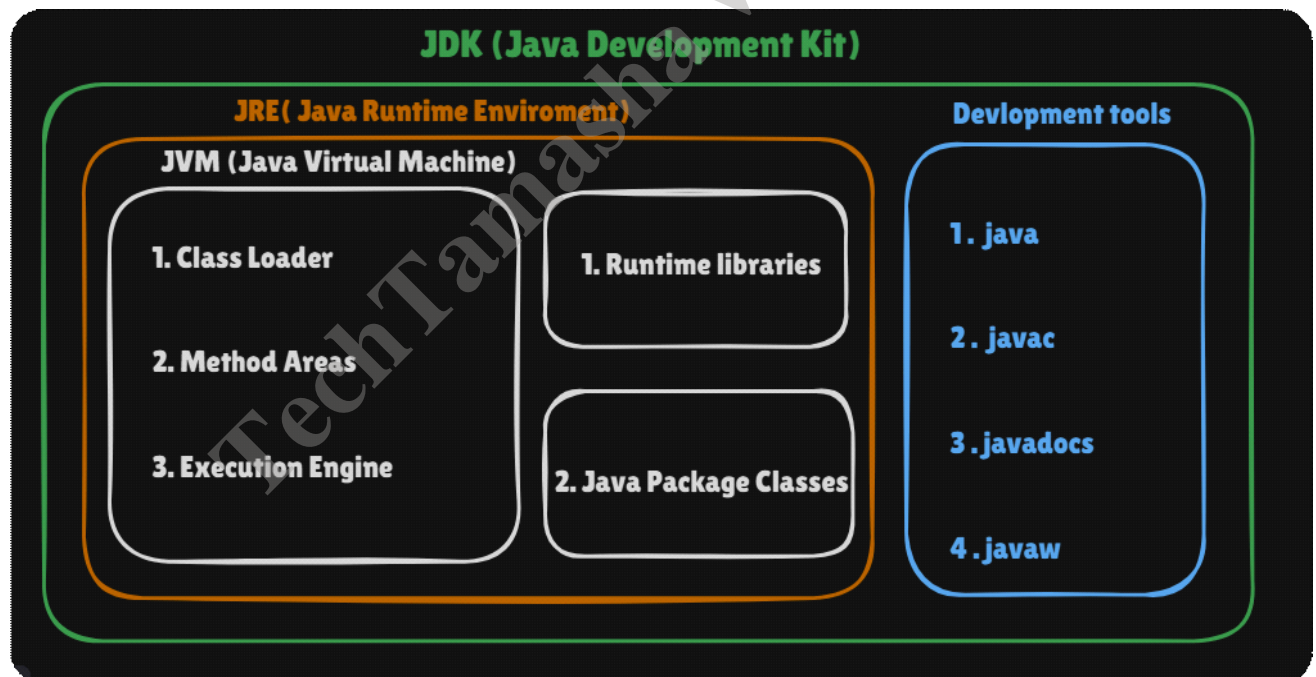 JDK (Java Development Kit)
JRE( Java Runtime Enviroment)
Devlopment tools
JVM (Java Virtual Machine)
1. Class Loader
2. Method Areas
3. Execution Engine
1. Runtime libraries
2. Java Package Classes
1. java
2. javac
3.javadocs
4.javaw
TechTamasha